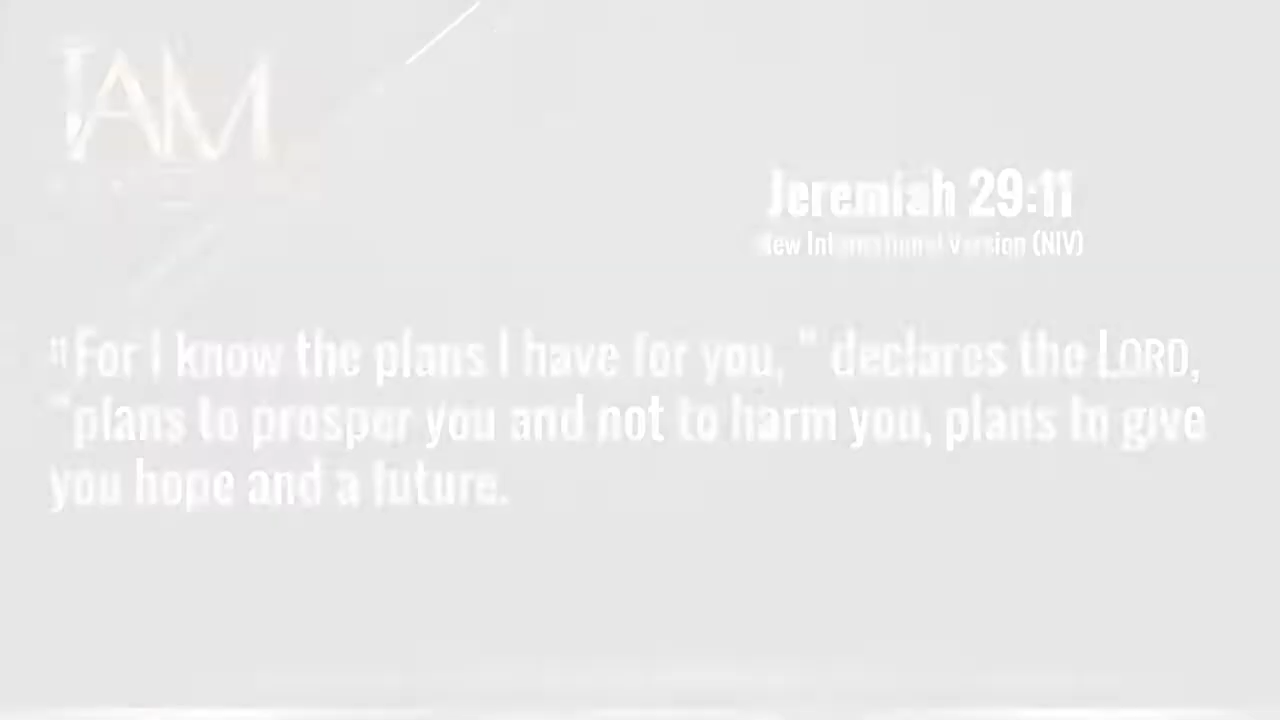 I AM
Jeremiah 29:11
New International Version (NIV)
11 For I know the plans I have for you, ” declares the LORD,
“plans to prosper you and not to harm you, plans to give
you hope and a future.